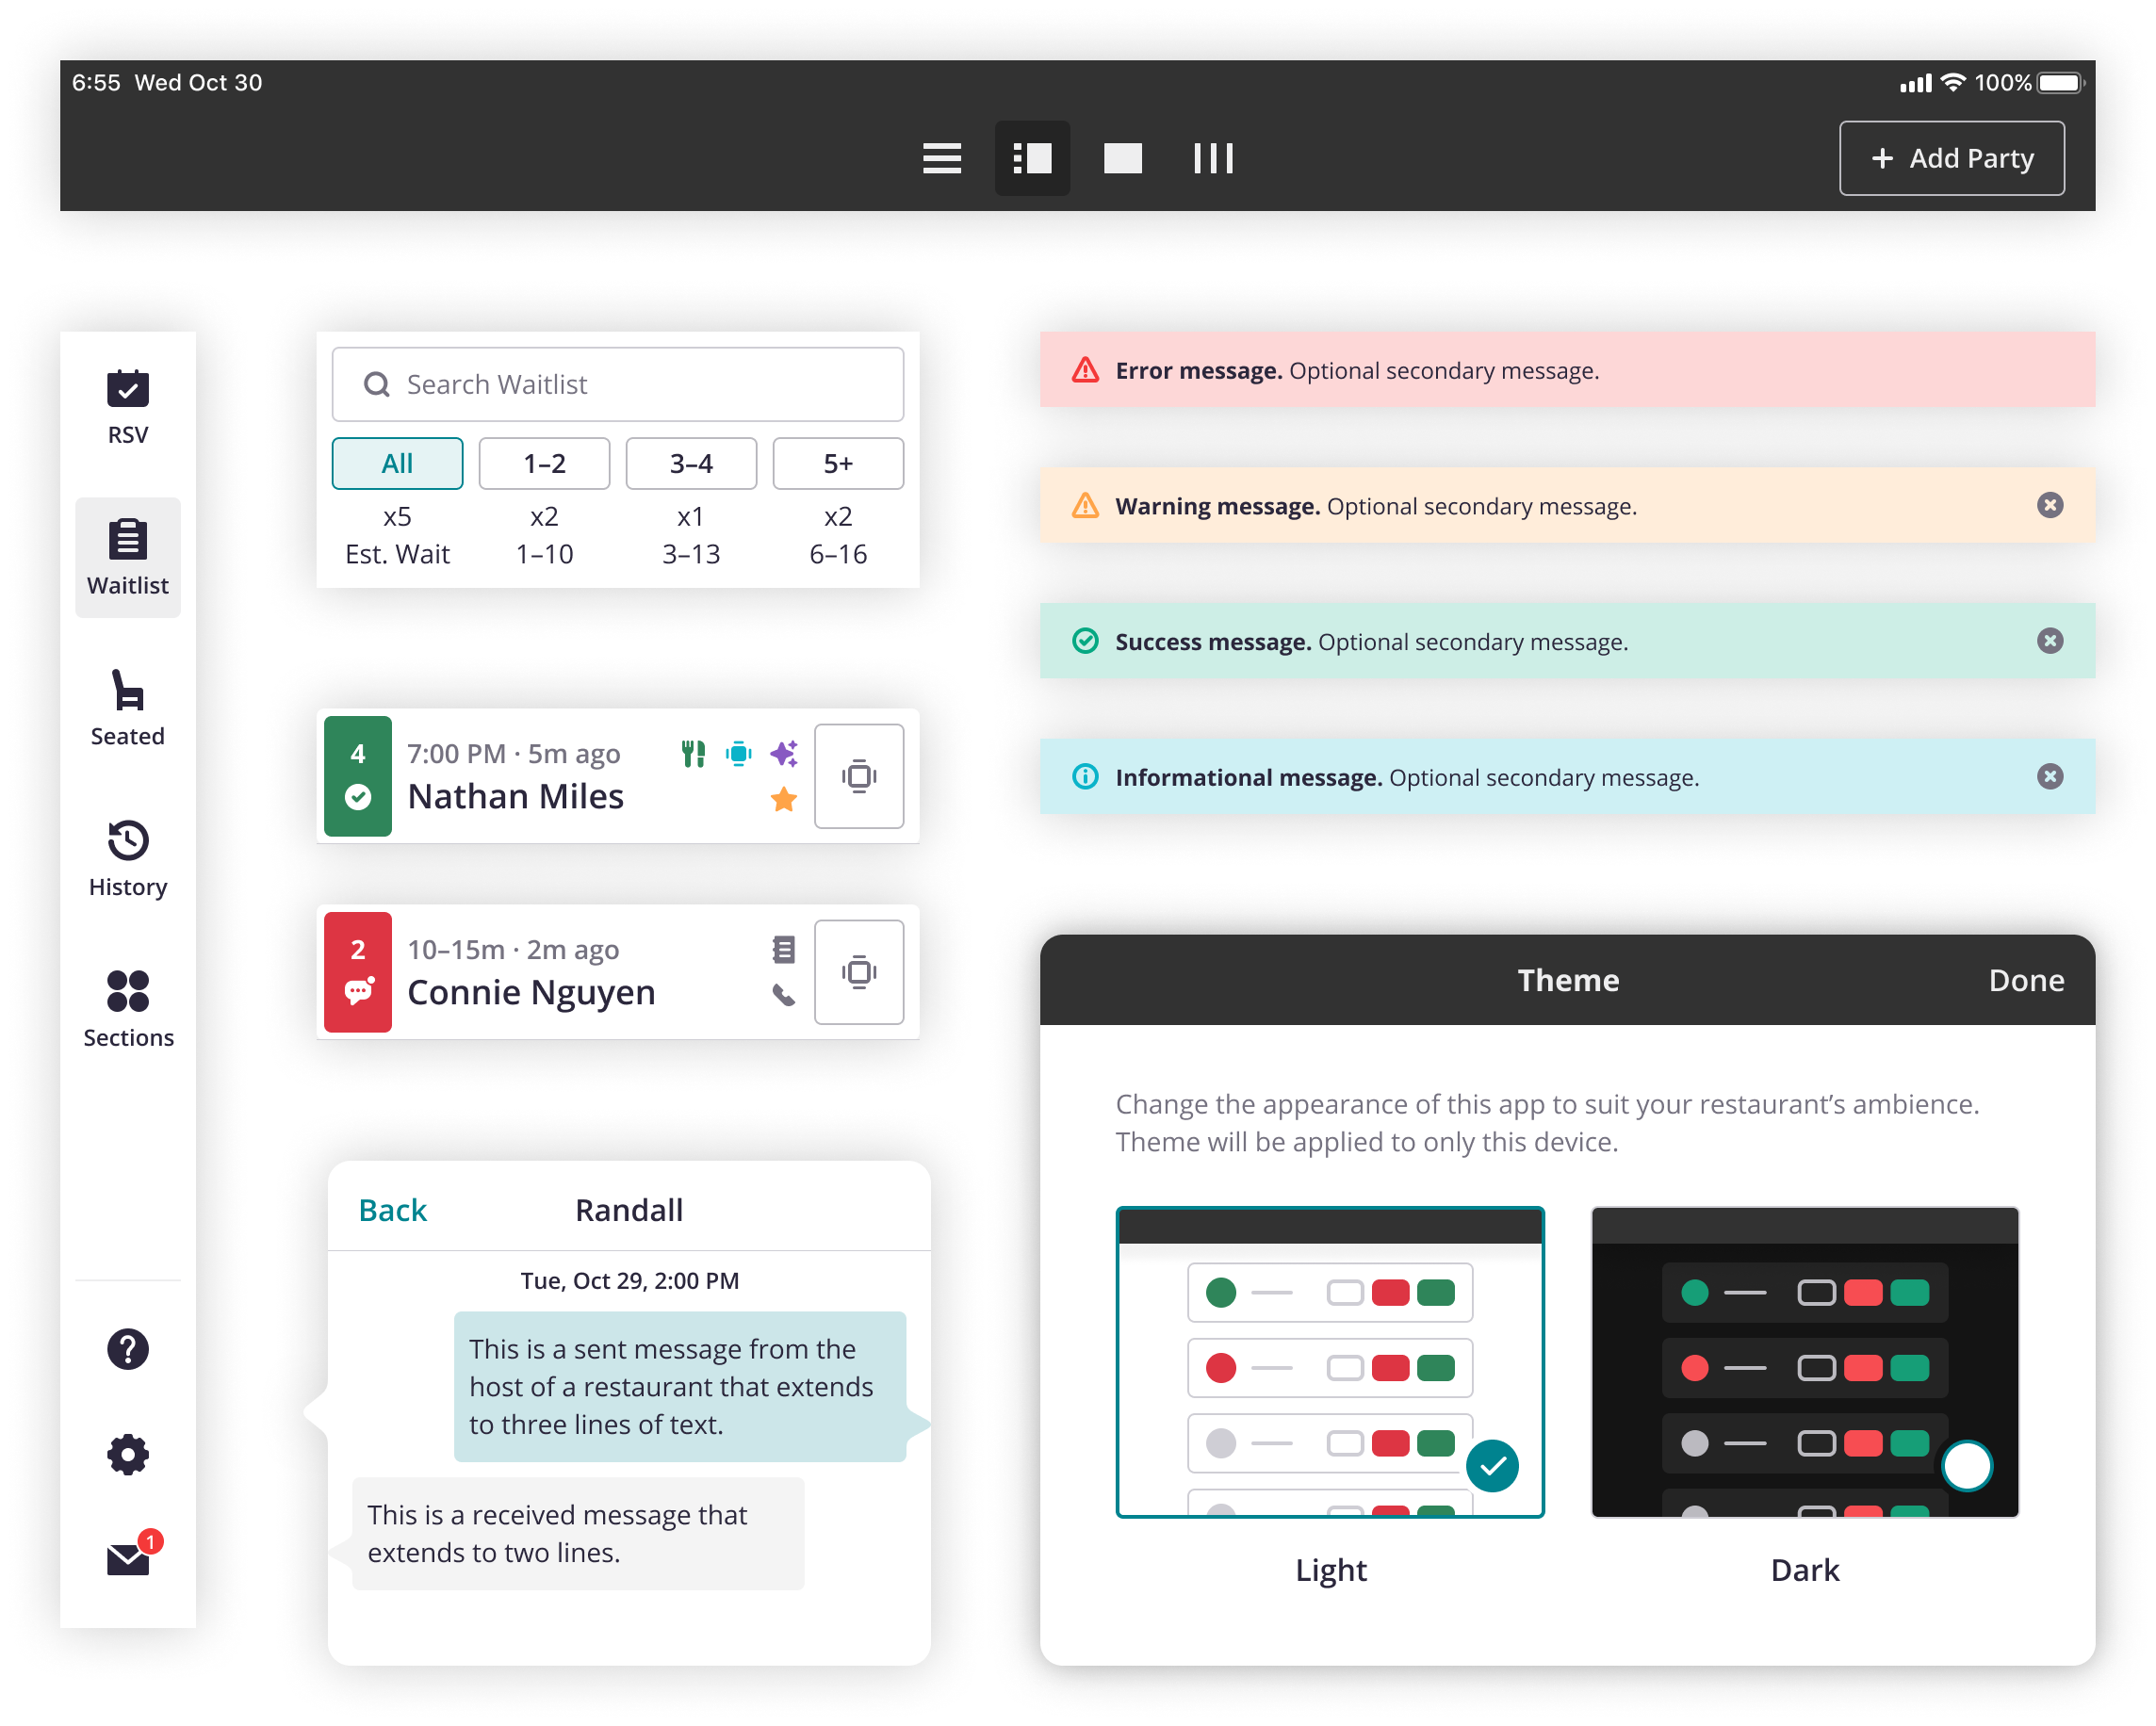 6:55 Wed Oct 30
100%
+ Add Party
RSV
Waitlist
Seated
History
Sections
1
Search Waitlist
All 1–2 3–4 5+
x5 x2 x1 x2
Est. Wait 1–10 3–13 6–16
4 7:00 PM · 5m ago
Nathan Miles
2 10–15m · 2m ago
Connie Nguyen
Back Randall
Tue, Oct 29, 2:00 PM
This is a sent message from the
host of a restaurant that extends
to three lines of text.
This is a received message that
extends to two lines.
Error message. Optional secondary message.
Warning message. Optional secondary message.
Success message. Optional secondary message.
Informational message. Optional secondary message.
Theme Done
Change the appearance of this app to suit your restaurant’s ambience.
Theme will be applied to only this device.
Light Dark